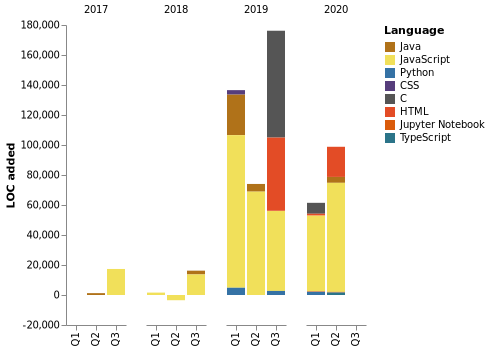 2017 2018 2019 2020
180,000
160,000
140,000
120,000
100,000
80,000
60,000
40,000
20,000
0
-20,000
LOC added
Q1 Q2 Q3 Q1 Q2 Q3 Q1 Q2 Q3 Q1 Q2 Q3
Language
Java
JavaScript
Python
CSS
C
HTML
Jupyter Notebook
TypeScript